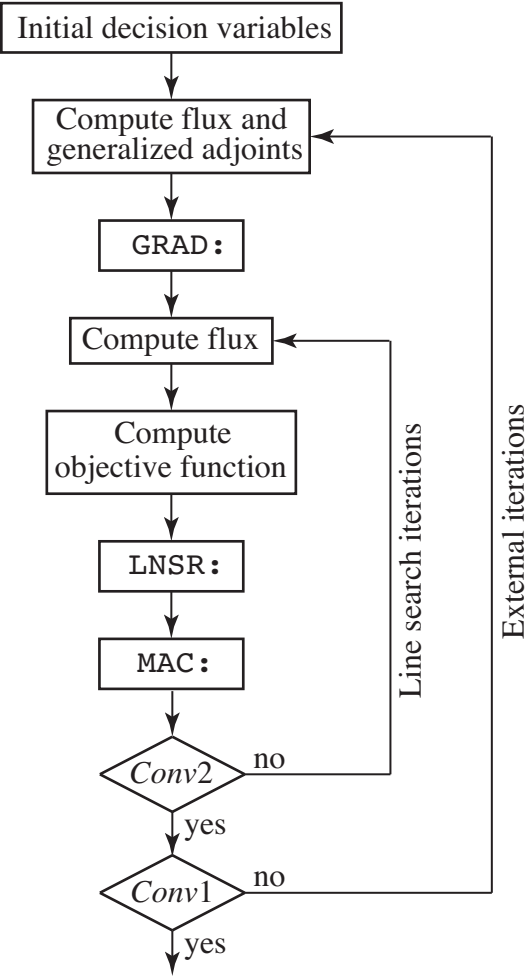 Initial decision variables
Compute flux and
generalized adjoints
GRAD:
Compute flux
Compute
objective function
LNSR:
MAC:
Conv2
no
yes
Conv1
no
yes
Line search iterations
External iterations